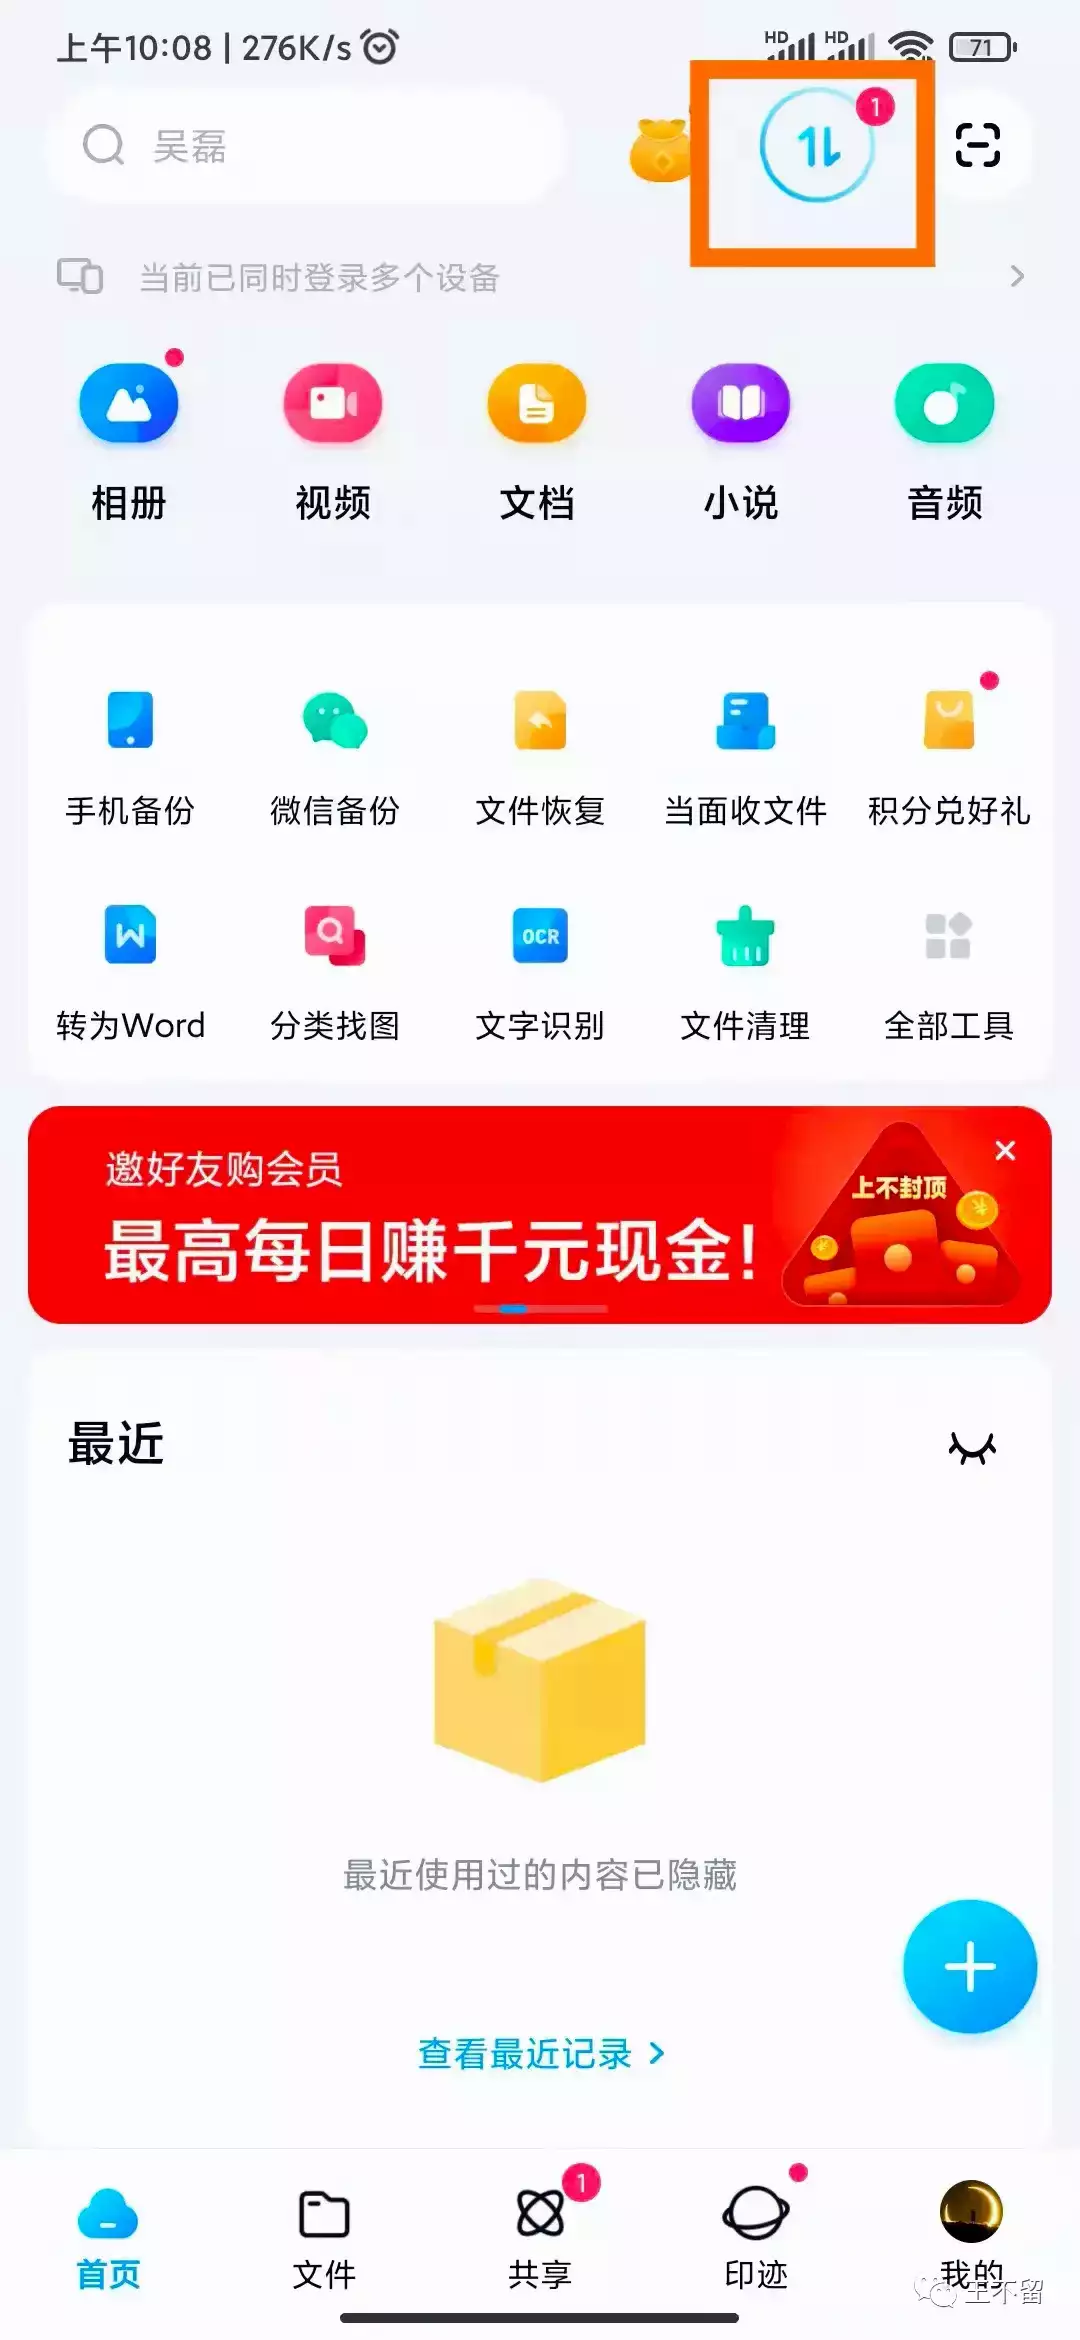 上午10:08 | 276K/s
HD HD 71
吴磊
1
当前已同时登录多个设备
相册 视频 文档 小说 音频
手机备份 微信备份 文件恢复 当面收文件 积分兑好礼
W OCR
转为Word 分类找图 文字识别 文件清理 全部工具
邀好友购会员
最高每日赚千元现金!
上不封顶
最近
最近使用过的内容已隐藏
查看最近记录
1
首页 文件 共享 印迹 我的
王不留